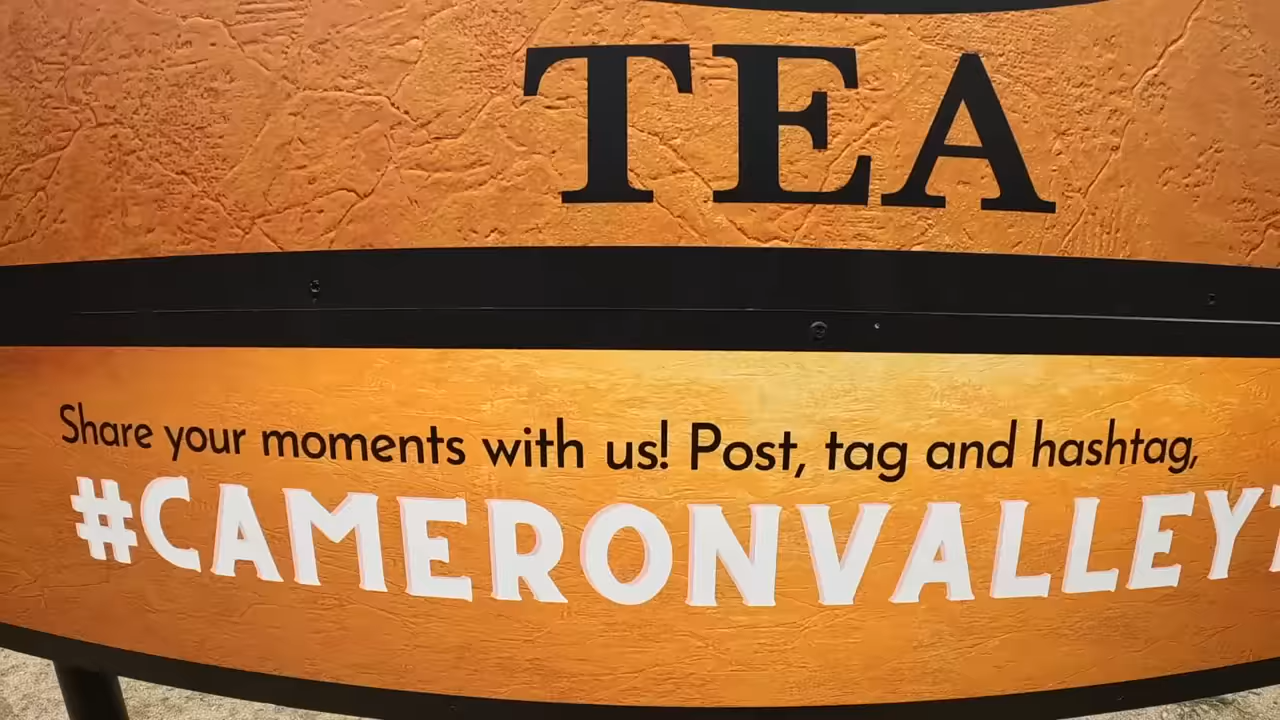 TEA
Share your moments with us! Post, tag and hashtag,
#CAMERONVALLEY